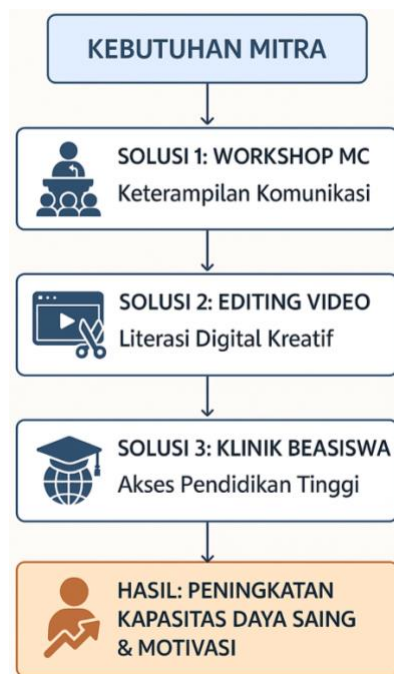 KEBUTUHAN MITRA
SOLUSI 1: WORKSHOP MC
Keterampilan Komunikasi
SOLUSI 2: EDITING VIDEO
Literasi Digital Kreatif
SOLUSI 3: KLINIK BEASISWA
Akses Pendidikan Tinggi
HASIL: PENINGKATAN
KAPASITAS DAYA SAING
& MOTIVASI